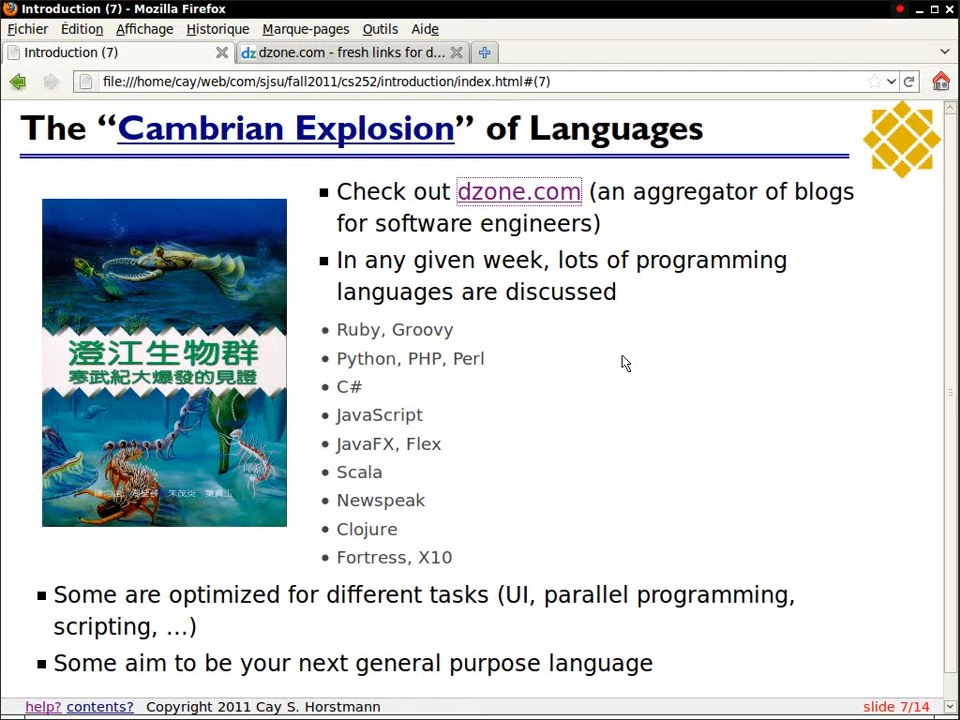 Introduction (7) - Mozilla Firefox
Fichier Édition Affichage Historique Marque-pages Outils Aide
Introduction (7)
dz dzone.com - fresh links for d...
file:///home/cay/web/com/sjsu/fall2011/cs252/introduction/index.html#(7)
The “Cambrian Explosion” of Languages
澄江生物群
寒武紀大爆發的見證
Check out dzone.com (an aggregator of blogs
for software engineers)
In any given week, lots of programming
languages are discussed
Ruby, Groovy
Python, PHP, Perl
C#
JavaScript
JavaFX, Flex
Scala
Newspeak
Clojure
Fortress, X10
Some are optimized for different tasks (UI, parallel programming,
scripting, ...)
Some aim to be your next general purpose language
help? contents? Copyright 2011 Cay S. Horstmann
slide 7/14